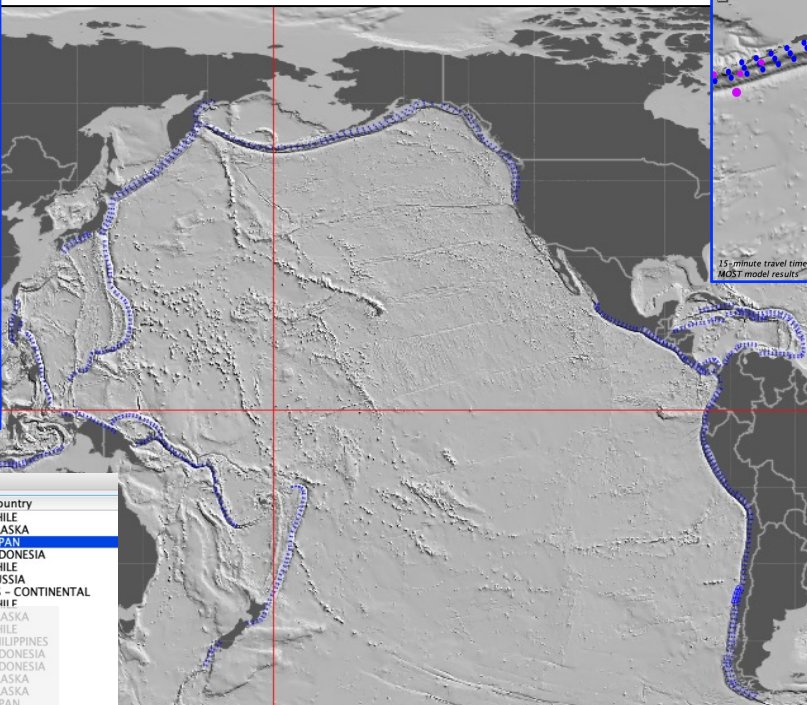 15-minute travel time
MOST model results
ountry
HILE
ASKA
PAN
DONESIA
HILE
USSIA
S - CONTINENTAL
HILE
ASKA
HILE
HILIPPINES
DONESIA
DONESIA
ASKA
ASKA
PAN